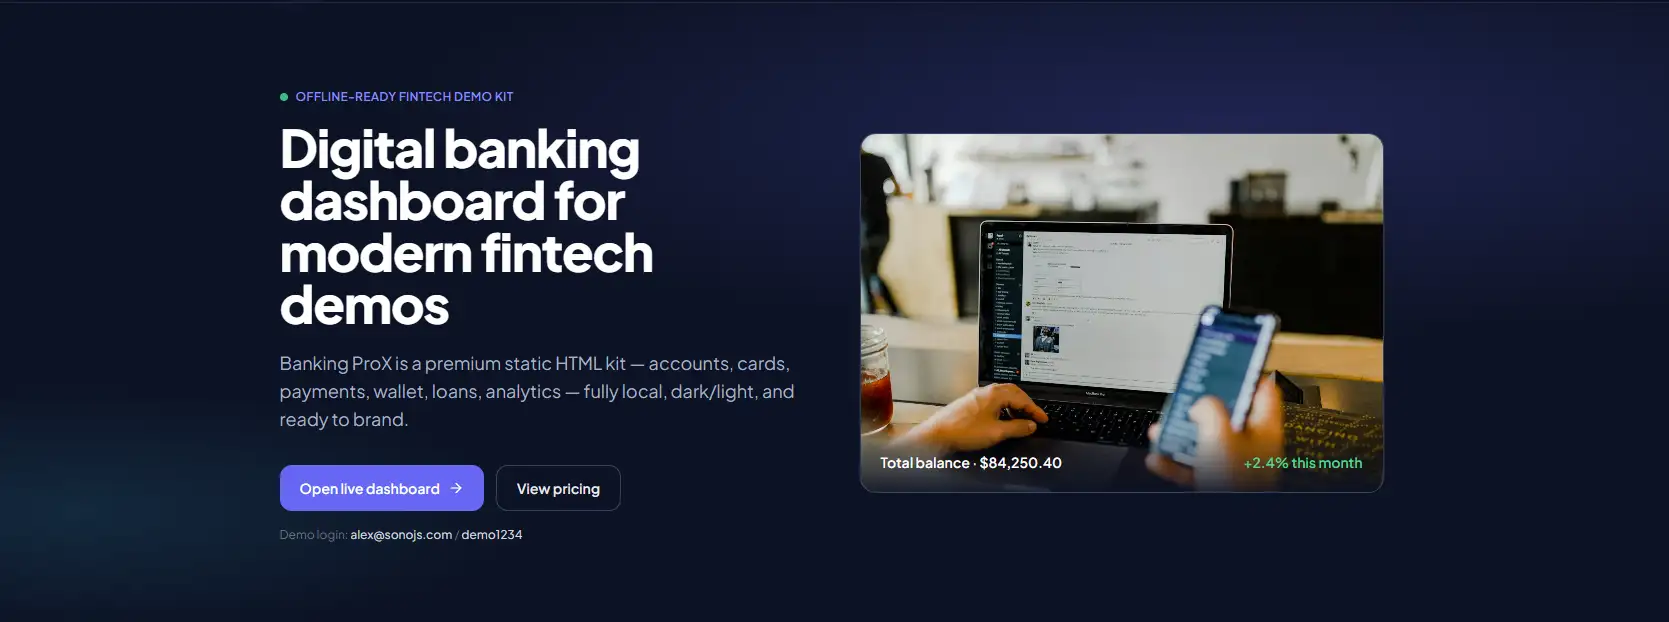 OFFLINE-READY FINTECH DEMO KIT
Digital banking
dashboard for
modern fintech
demos
Banking ProX is a premium static HTML kit — accounts, cards,
payments, wallet, loans, analytics — fully local, dark/light, and
ready to brand.
Open live dashboard →
View pricing
Demo login: alex@sonojs.com / demo1234
Total balance · $84,250.40
+2.4% this month